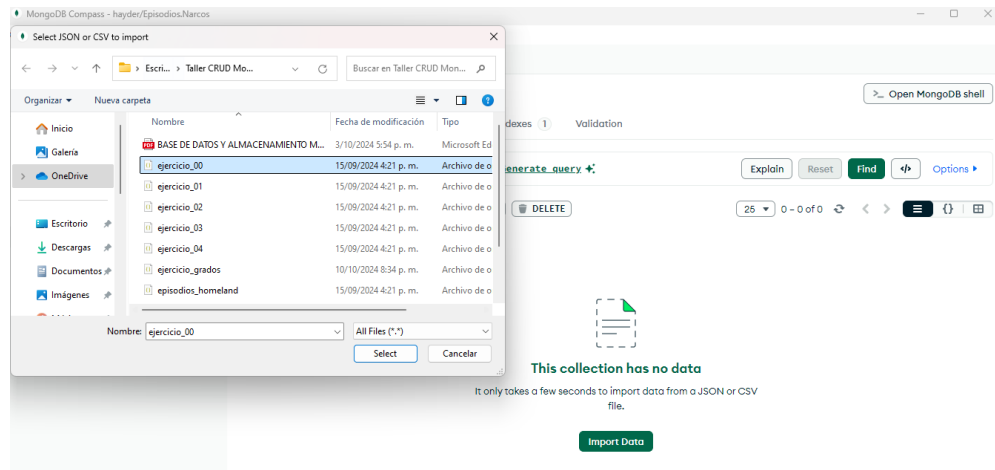 MongoDB Compass - hayder/Episodios.Narcos
Select JSON or CSV to import
Escri... > Taller CRUD Mo...
Buscar en Taller CRUD Mon...
Organizar
Nueva carpeta
Inicio
Galería
OneDrive
Escritorio
Descargas
Documentos
Imágenes
Nombre
Fecha de modificación
Tipo
BASE DE DATOS Y ALMACENAMIENTO M...
3/10/2024 5:54 p. m.
Microsoft Ed
ejercicio_00
15/09/2024 4:21 p. m.
Archivo de o
ejercicio_01
15/09/2024 4:21 p. m.
Archivo de o
ejercicio_02
15/09/2024 4:21 p. m.
Archivo de o
ejercicio_03
15/09/2024 4:21 p. m.
Archivo de o
ejercicio_04
15/09/2024 4:21 p. m.
Archivo de o
ejercicio_grados
10/10/2024 8:34 p. m.
Archivo de o
episodios_homeland
15/09/2024 4:21 p. m.
Archivo de o
Nombre:
ejercicio_00
All Files (*.*)
Select
Cancelar
>_ Open MongoDB shell
dexes 1
Validation
enerate query
Explain
Reset
Find
</>
Options
DELETE
25
0 – 0 of 0
{}
This collection has no data
It only takes a few seconds to import data from a JSON or CSV
file.
Import Data